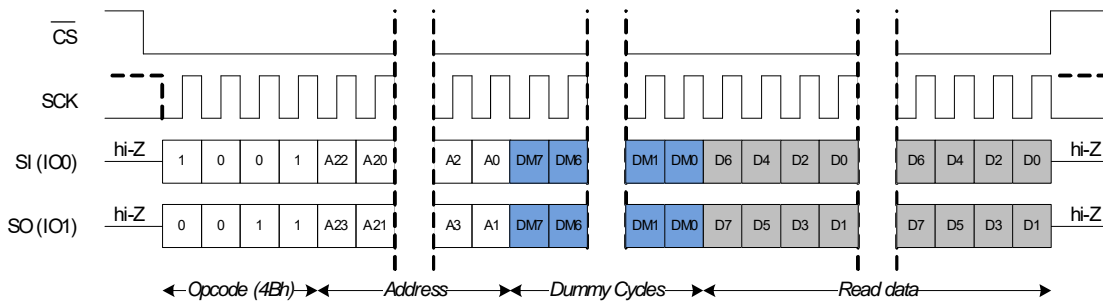 CS
SCK
hi-Z hi-Z
SI (IO0) 1 0 0 1 A22 A20 A2 A0 DM7 DM6 DM1 DM0 D6 D4 D2 D0 D6 D4 D2 D0
hi-Z hi-Z
SO (IO1) 0 0 1 1 A23 A21 A3 A1 DM7 DM6 DM1 DM0 D7 D5 D3 D1 D7 D5 D3 D1
Opcode (4Bh) Address Dummy Cycles Read data